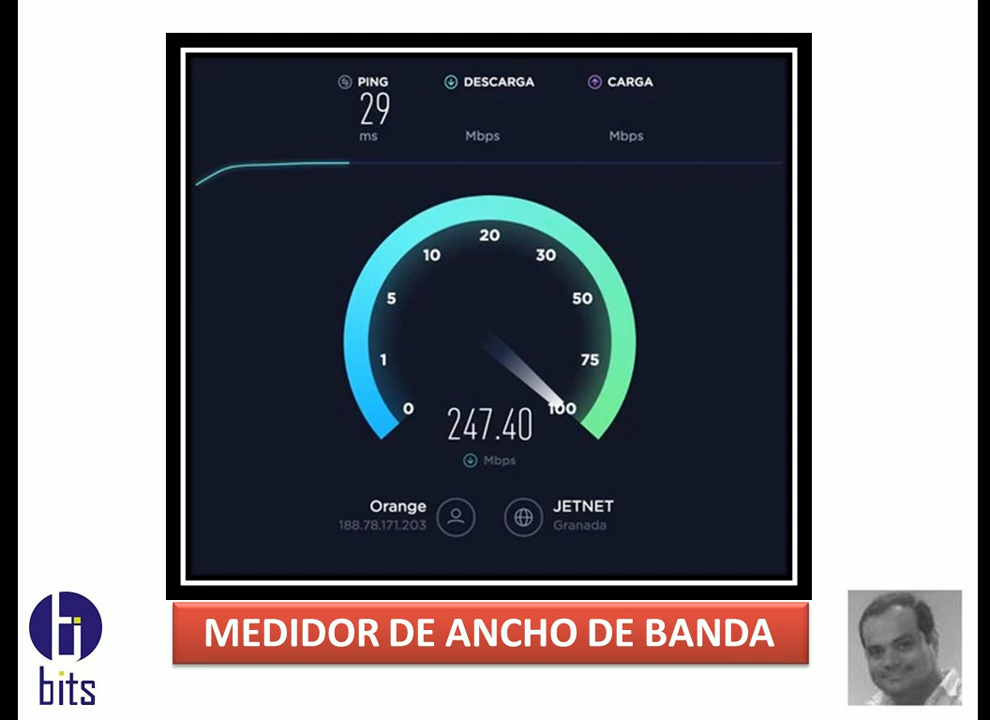 PING
29
ms
DESCARGA
Mbps
CARGA
Mbps
0
1
5
10
20
30
50
75
100
247.40
Mbps
Orange
188.78.171.203
JETNET
Granada
MEDIDOR DE ANCHO DE BANDA
bits